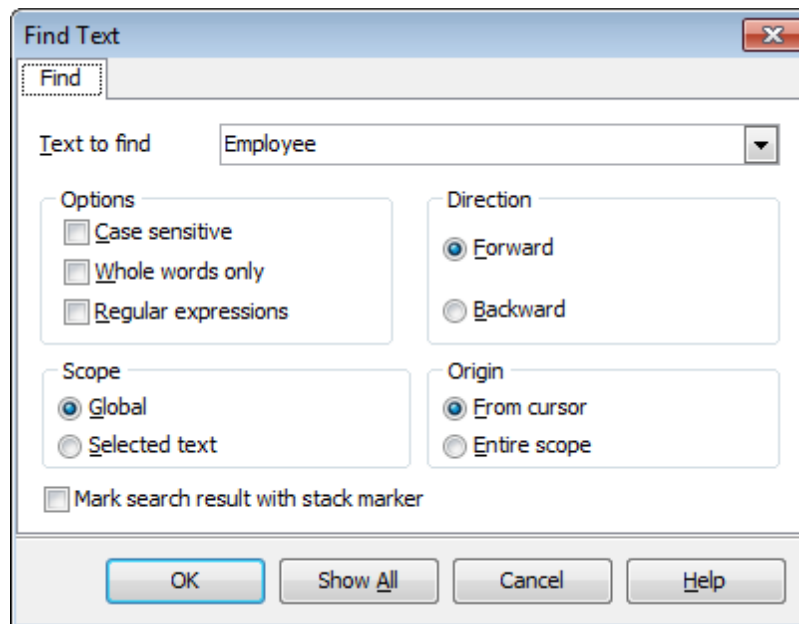 Find Text
Find
Text to find Employee
Options
Case sensitive
Whole words only
Regular expressions
Direction
Forward
Backward
Scope
Global
Selected text
Origin
From cursor
Entire scope
Mark search result with stack marker
OK Show All Cancel Help